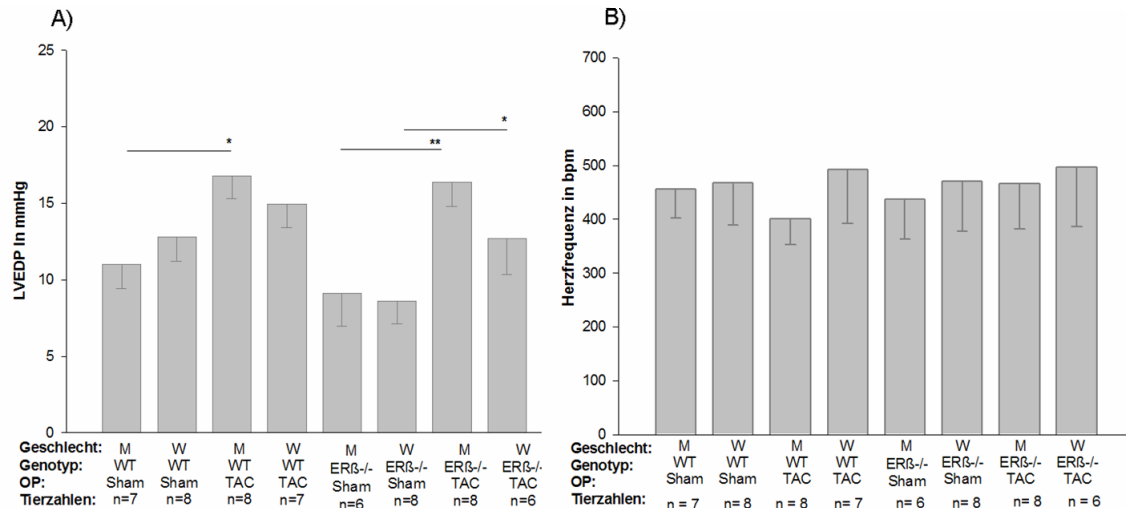 A)
25
20
15
10
5
0
LVEDP In mmHg
*
**
*
Geschlecht: M W M W M W M W
Genotyp: WT WT WT WT ERß-/- ERß-/- ERß-/- ERß-/-
OP: Sham Sham TAC TAC Sham Sham TAC TAC
Tierzahlen: n=7 n=8 n=8 n=7 n=6 n=8 n=8 n=6
B)
700
600
500
400
300
200
100
0
Herzfrequenz in bpm
Geschlecht: M W M W M W M W
Genotyp: WT WT WT WT ERß-/- ERß-/- ERß-/- ERß-/-
OP: Sham Sham TAC TAC Sham Sham TAC TAC
Tierzahlen: n = 7 n= 8 n= 8 n= 7 n= 6 n= 8 n= 8 n = 6